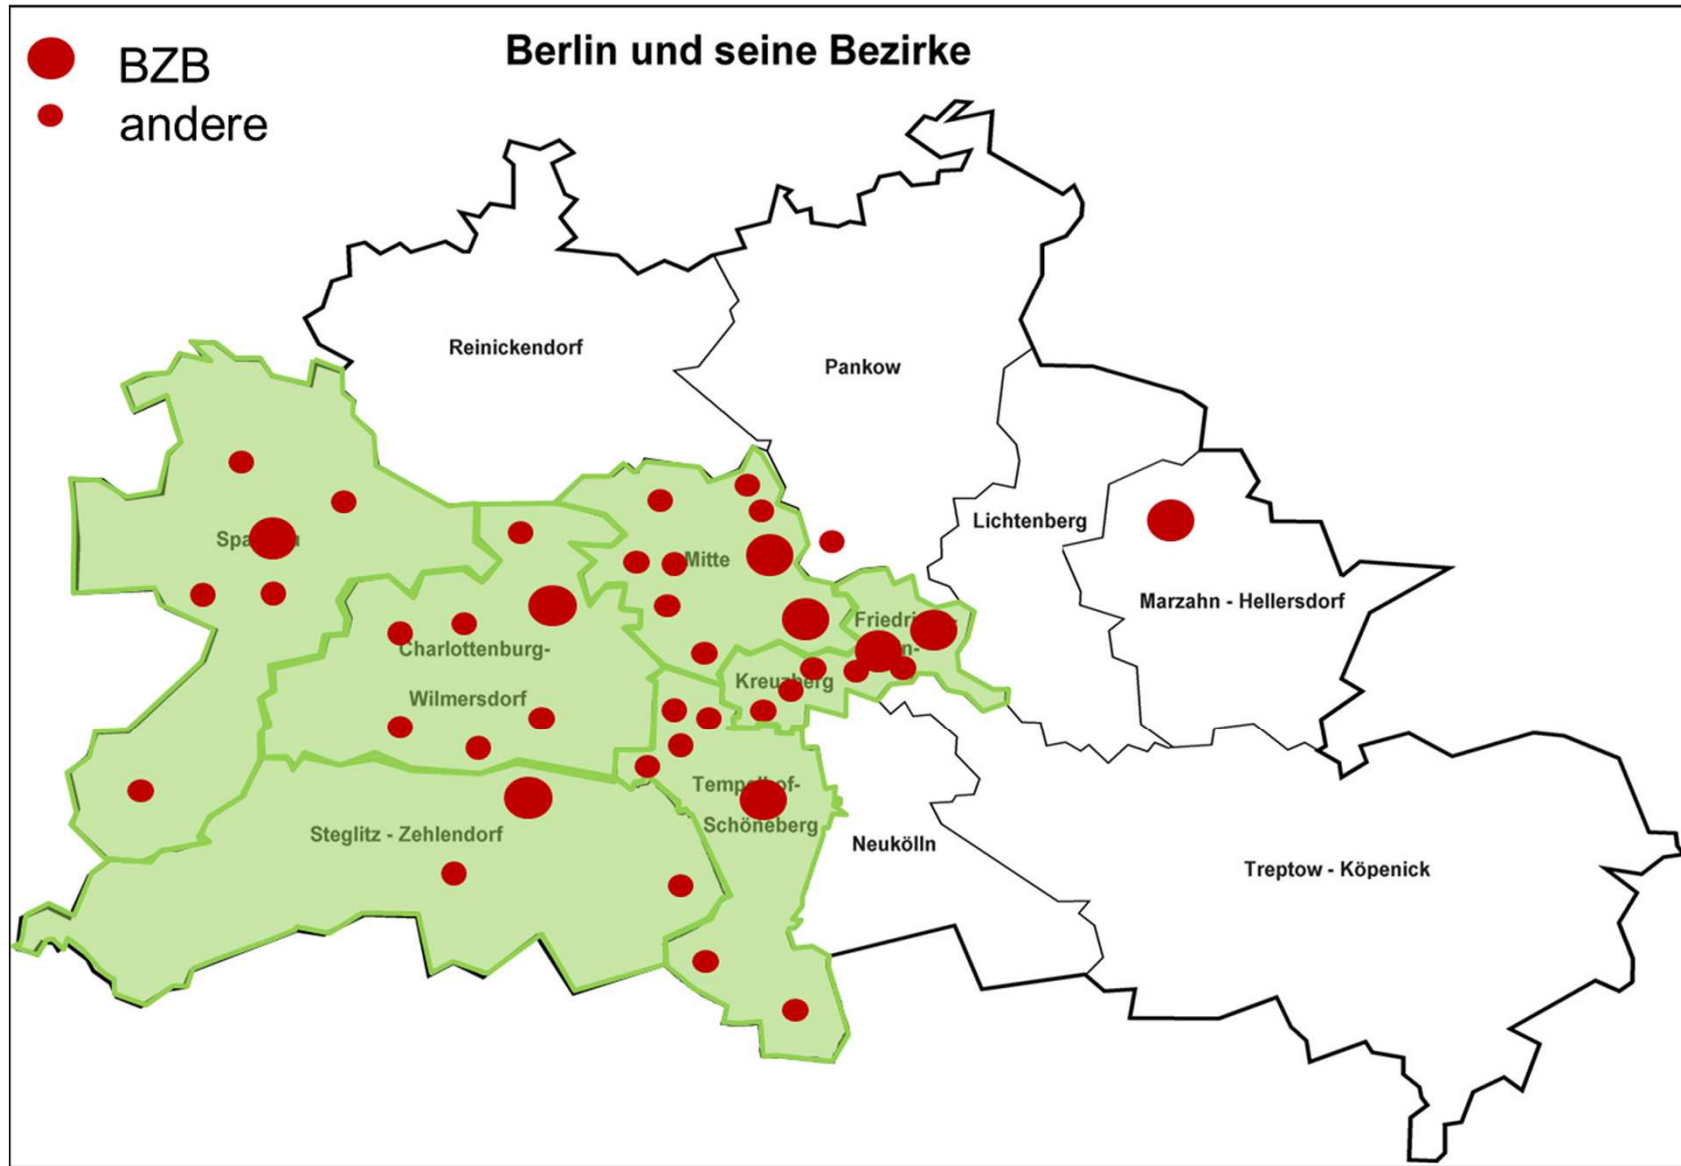 Berlin und seine Bezirke
BZB
andere
Reinickendorf
Pankow
Lichtenberg
Mitte
Marzahn - Hellersdorf
Charlottenburg-
Wilmersdorf
Steglitz - Zehlendorf
Schöneberg
Neukölln
Treptow - Köpenick
Kreuzberg